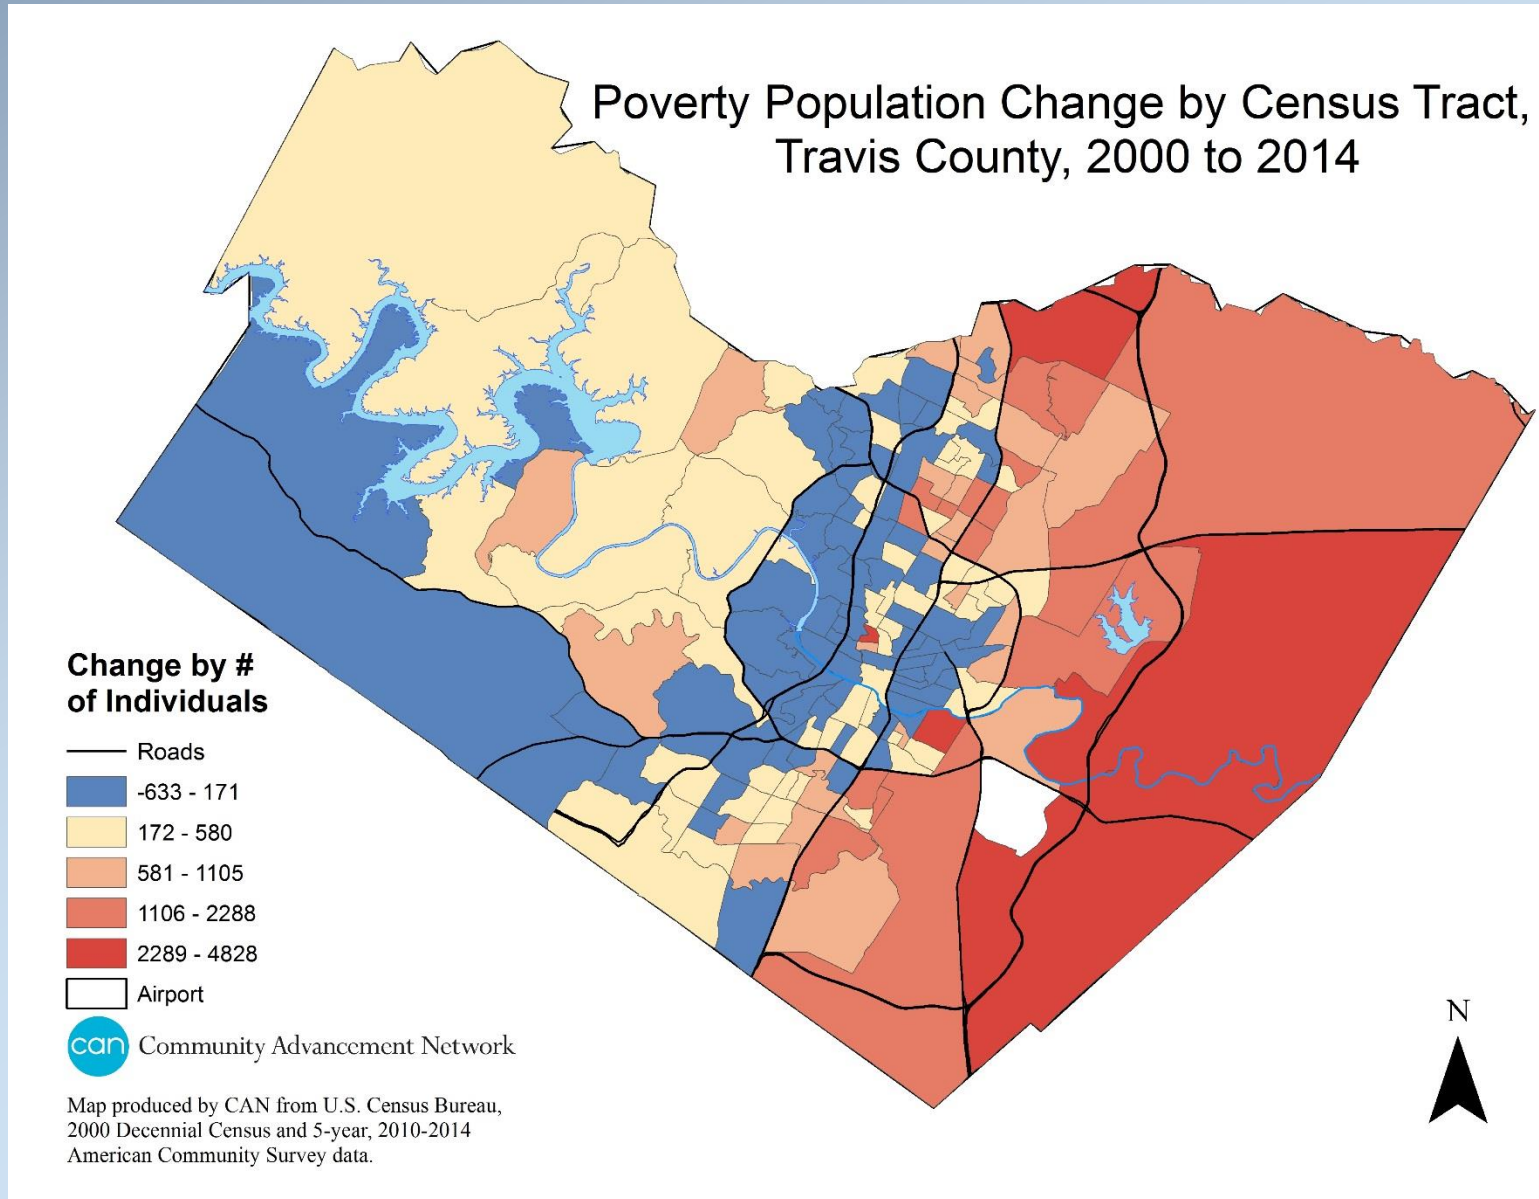 Poverty Population Change by Census Tract,
Travis County, 2000 to 2014
Change by #
of Individuals
Roads
-633 - 171
172 - 580
581 - 1105
1106 - 2288
2289 - 4828
Airport
can Community Advancement Network
Map produced by CAN from U.S. Census Bureau,
2000 Decennial Census and 5-year, 2010-2014
American Community Survey data.
N